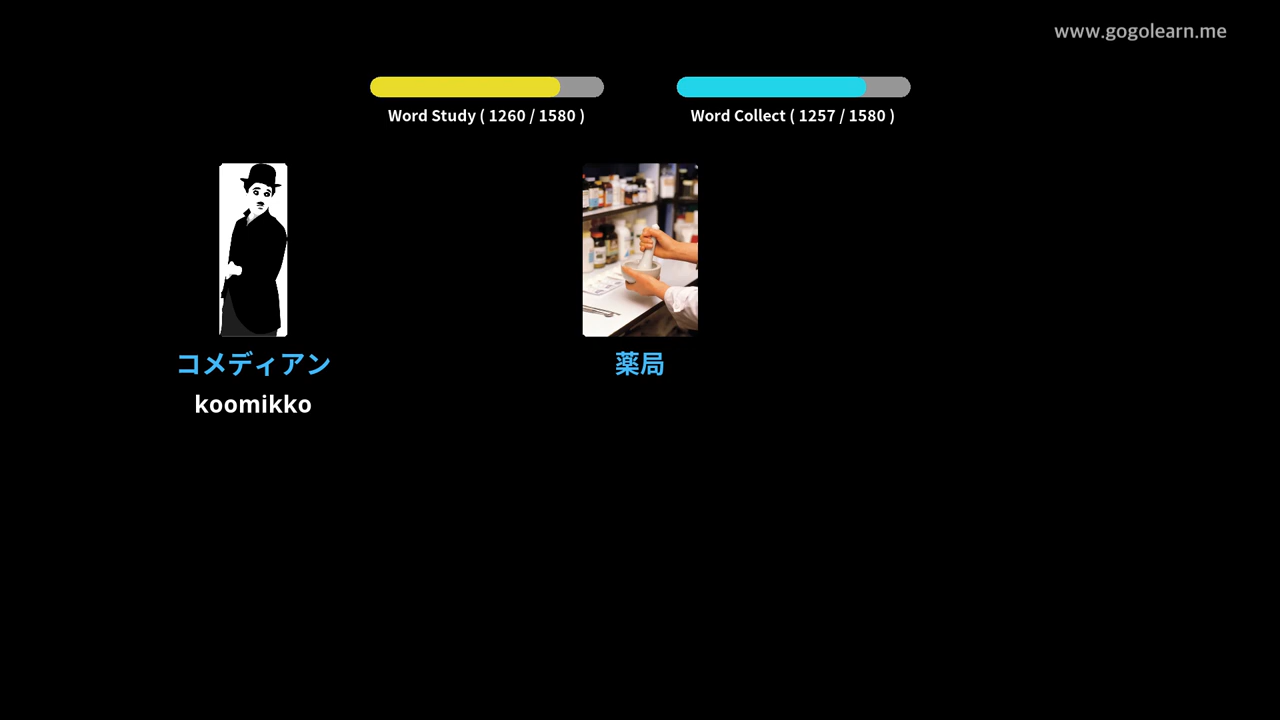 www.gogolearn.me
Word Study ( 1260 / 1580 )
Word Collect ( 1257 / 1580 )
コメディアン
薬局
koomikko